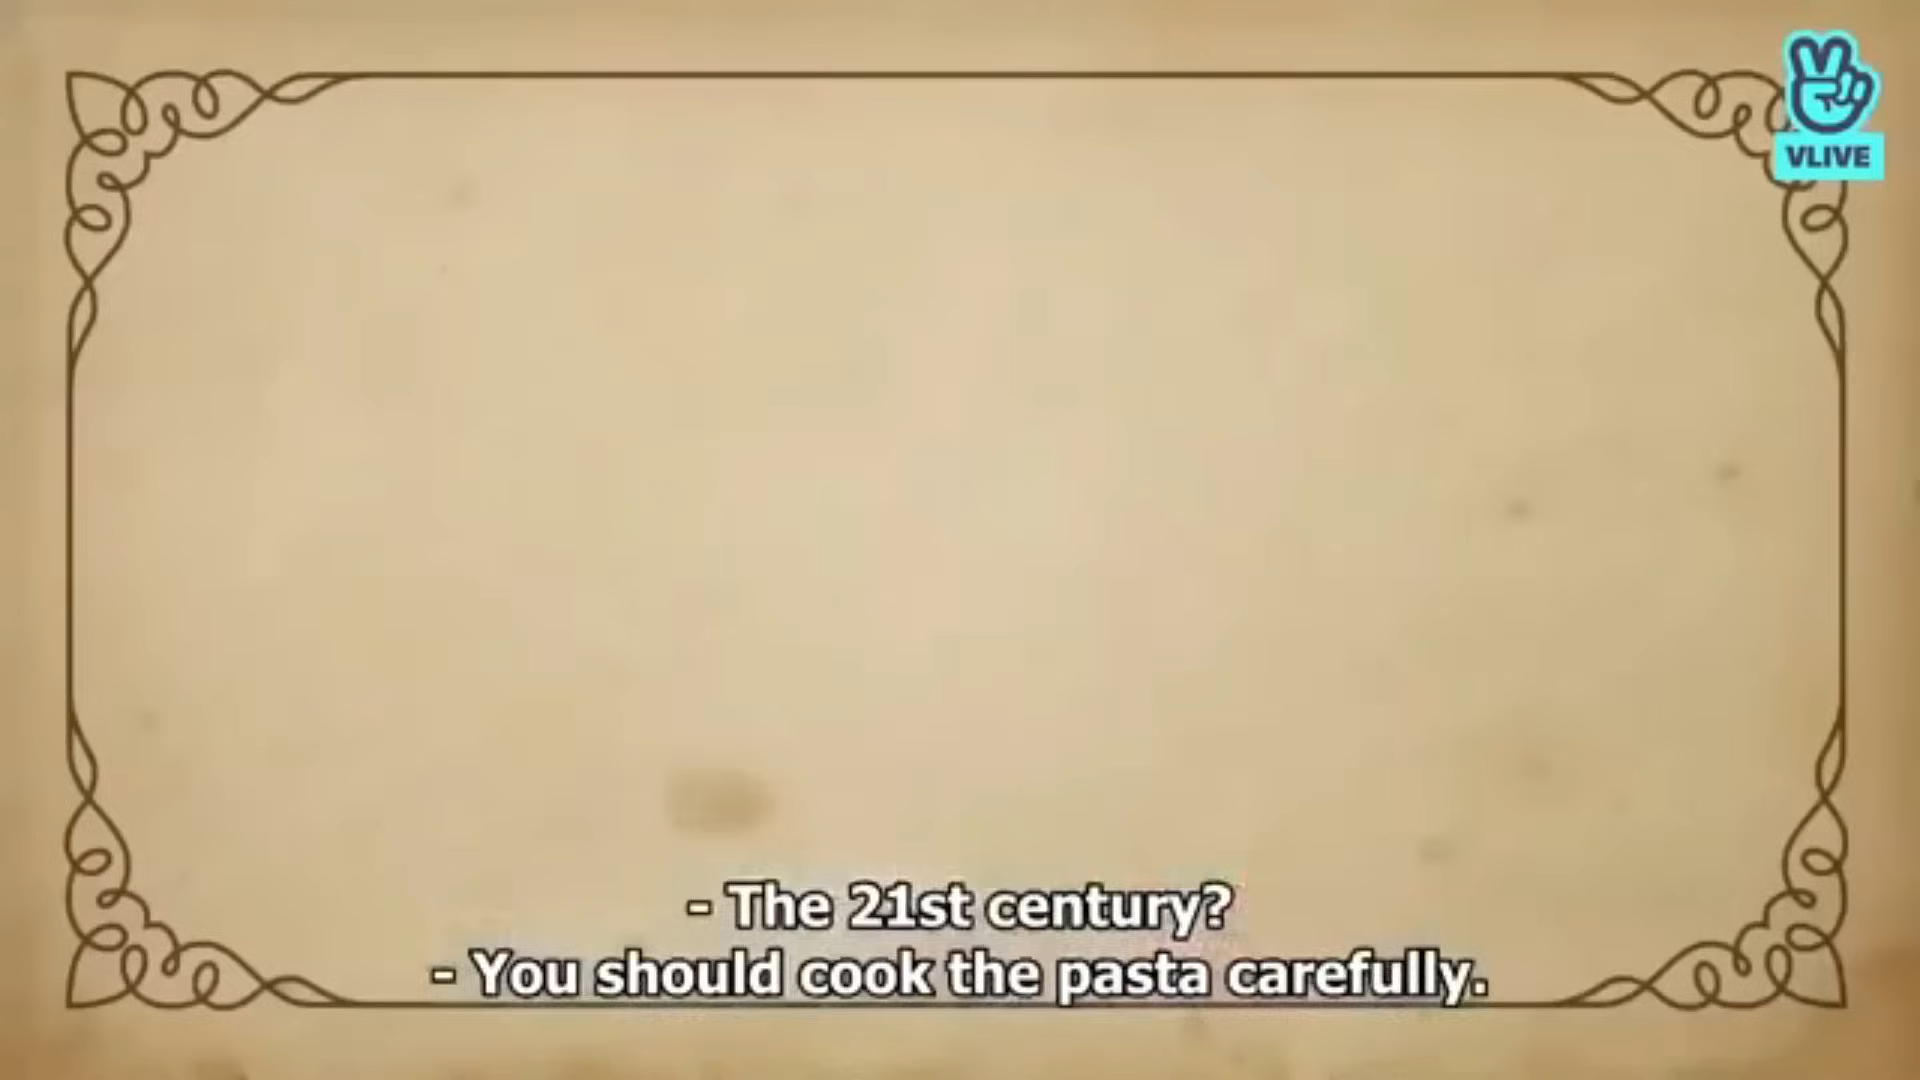 VLIVE
- The 21st century?
- You should cook the pasta carefully.